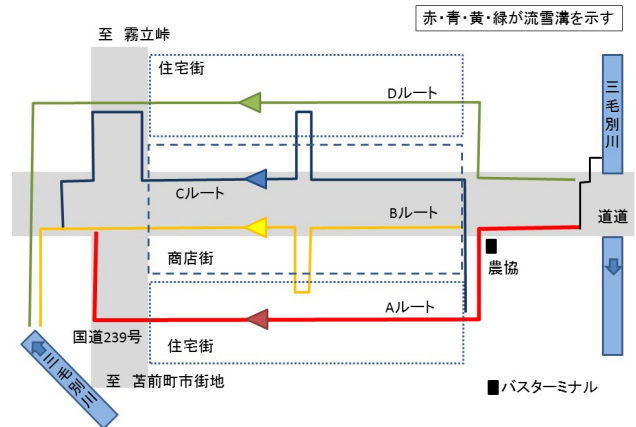 赤・青・黄・緑が流雪溝を示す
至 霧立峠
住宅街
Dルート
三毛別川
Cルート
Bルート
道道
商店街
農協
Aルート
国道239号
住宅街
三毛別川
至 苫前町市街地
バスターミナル